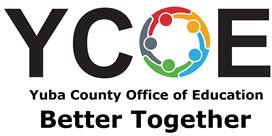 YCOE
Yuba County Office of Education
Better Together